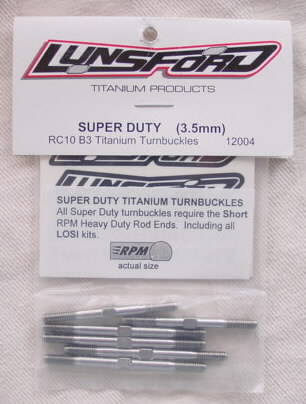 LUNSFORD
TITANIUM PRODUCTS
SUPER DUTY (3.5mm)
RC10 B3 Titanium Turnbuckles 12004
SUPER DUTY TITANIUM TURNBUCKLES
All Super Duty turnbuckles require the Short
RPM Heavy Duty Rod Ends. Including all
LOSI kits.
RPM
actual size